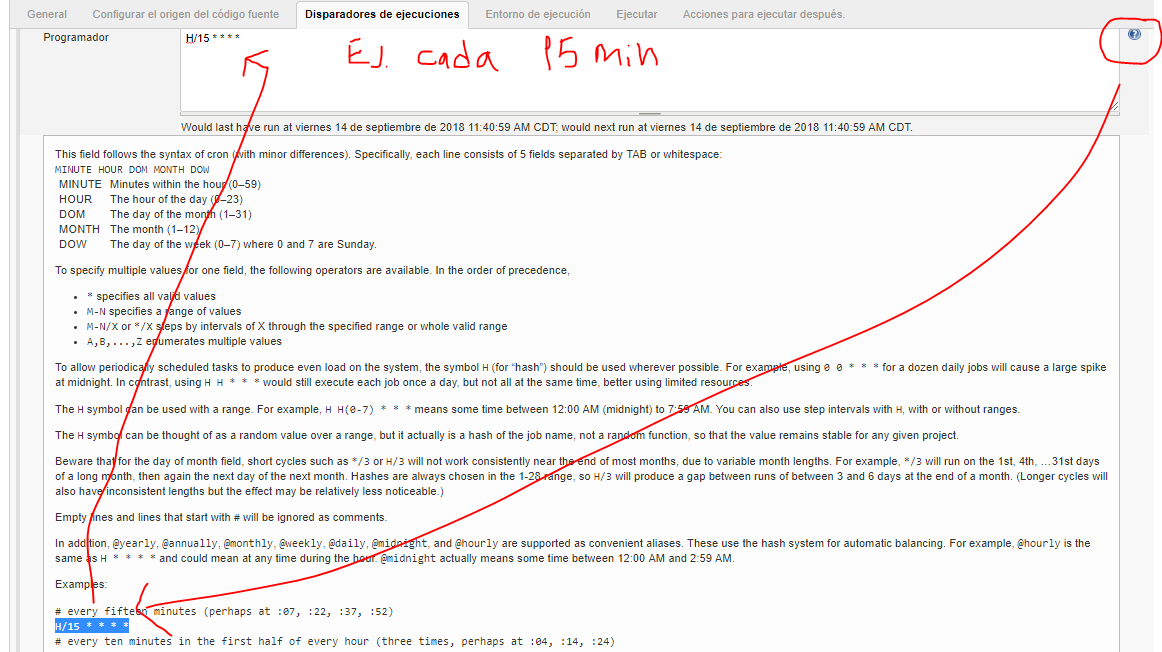 General Configurar el origen del código fuente Disparadores de ejecuciones Entorno de ejecución Ejecutar Acciones para ejecutar después.
Programador
H/15 * * * *
EJ. cada 15 min
?
Would last have run at viernes 14 de septiembre de 2018 11:40:59 AM CDT; would next run at viernes 14 de septiembre de 2018 11:40:59 AM CDT.
This field follows the syntax of cron (with minor differences). Specifically, each line consists of 5 fields separated by TAB or whitespace:
MINUTE HOUR DOM MONTH DOW
MINUTE Minutes within the hour (0–59)
HOUR The hour of the day (0–23)
DOM The day of the month (1–31)
MONTH The month (1–12)
DOW The day of the week (0–7) where 0 and 7 are Sunday.
To specify multiple values for one field, the following operators are available. In the order of precedence,
• * specifies all valid values
• M-N specifies a range of values
• M-N/X or */X steps by intervals of X through the specified range or whole valid range
• A,B,...,Z enumerates multiple values
To allow periodically scheduled tasks to produce even load on the system, the symbol H (for “hash”) should be used wherever possible. For example, using 0 0 * * * for a dozen daily jobs will cause a large spike
at midnight. In contrast, using H H * * * would still execute each job once a day, but not all at the same time, better using limited resources.
The H symbol can be used with a range. For example, H H(0-7) * * * means some time between 12:00 AM (midnight) to 7:59 AM. You can also use step intervals with H, with or without ranges.
The H symbol can be thought of as a random value over a range, but it actually is a hash of the job name, not a random function, so that the value remains stable for any given project.
Beware that for the day of month field, short cycles such as */3 or H/3 will not work consistently near the end of most months, due to variable month lengths. For example, */3 will run on the 1st, 4th, …31st days
of a long month, then again the next day of the next month. Hashes are always chosen in the 1-28 range, so H/3 will produce a gap between runs of between 3 and 6 days at the end of a month. (Longer cycles will
also have inconsistent lengths but the effect may be relatively less noticeable.)
Empty lines and lines that start with # will be ignored as comments.
In addition, @yearly, @annually, @monthly, @weekly, @daily, @midnight, and @hourly are supported as convenient aliases. These use the hash system for automatic balancing. For example, @hourly is the
same as H * * * * and could mean at any time during the hour. @midnight actually means some time between 12:00 AM and 2:59 AM.
Examples:
# every fifteen minutes (perhaps at :07, :22, :37, :52)
H/15 * * * *
# every ten minutes in the first half of every hour (three times, perhaps at :04, :14, :24)